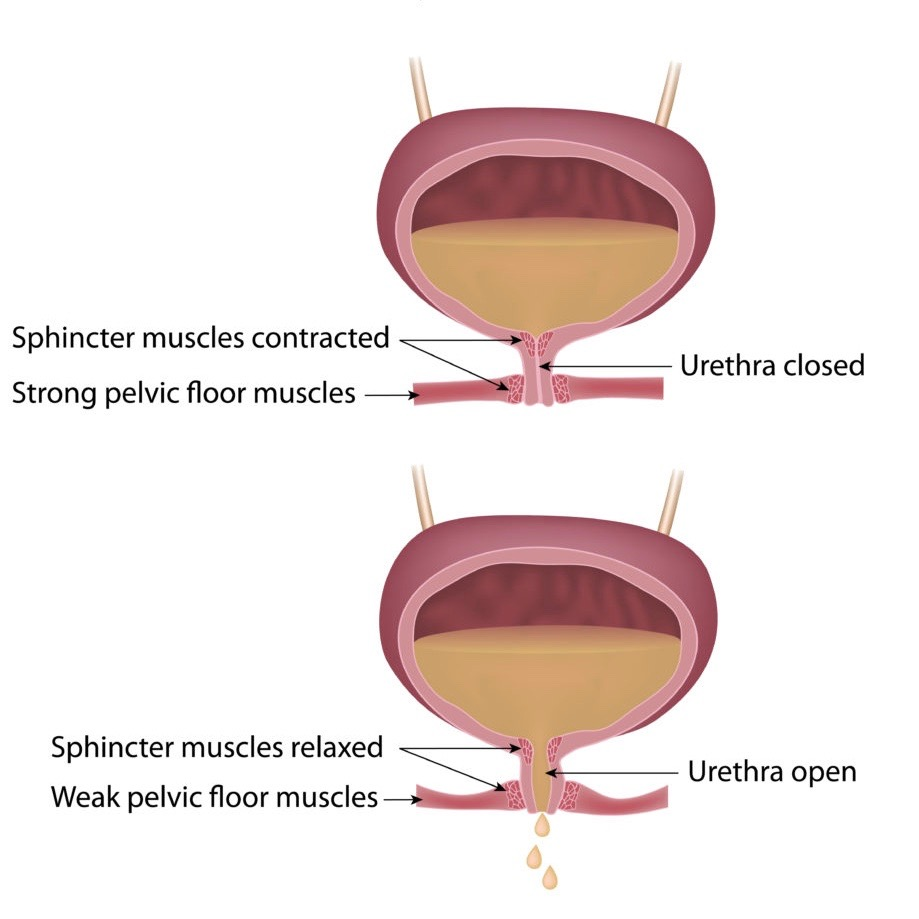 Sphincter muscles contracted
Urethra closed
Strong pelvic floor muscles
Sphincter muscles relaxed
Urethra open
Weak pelvic floor muscles